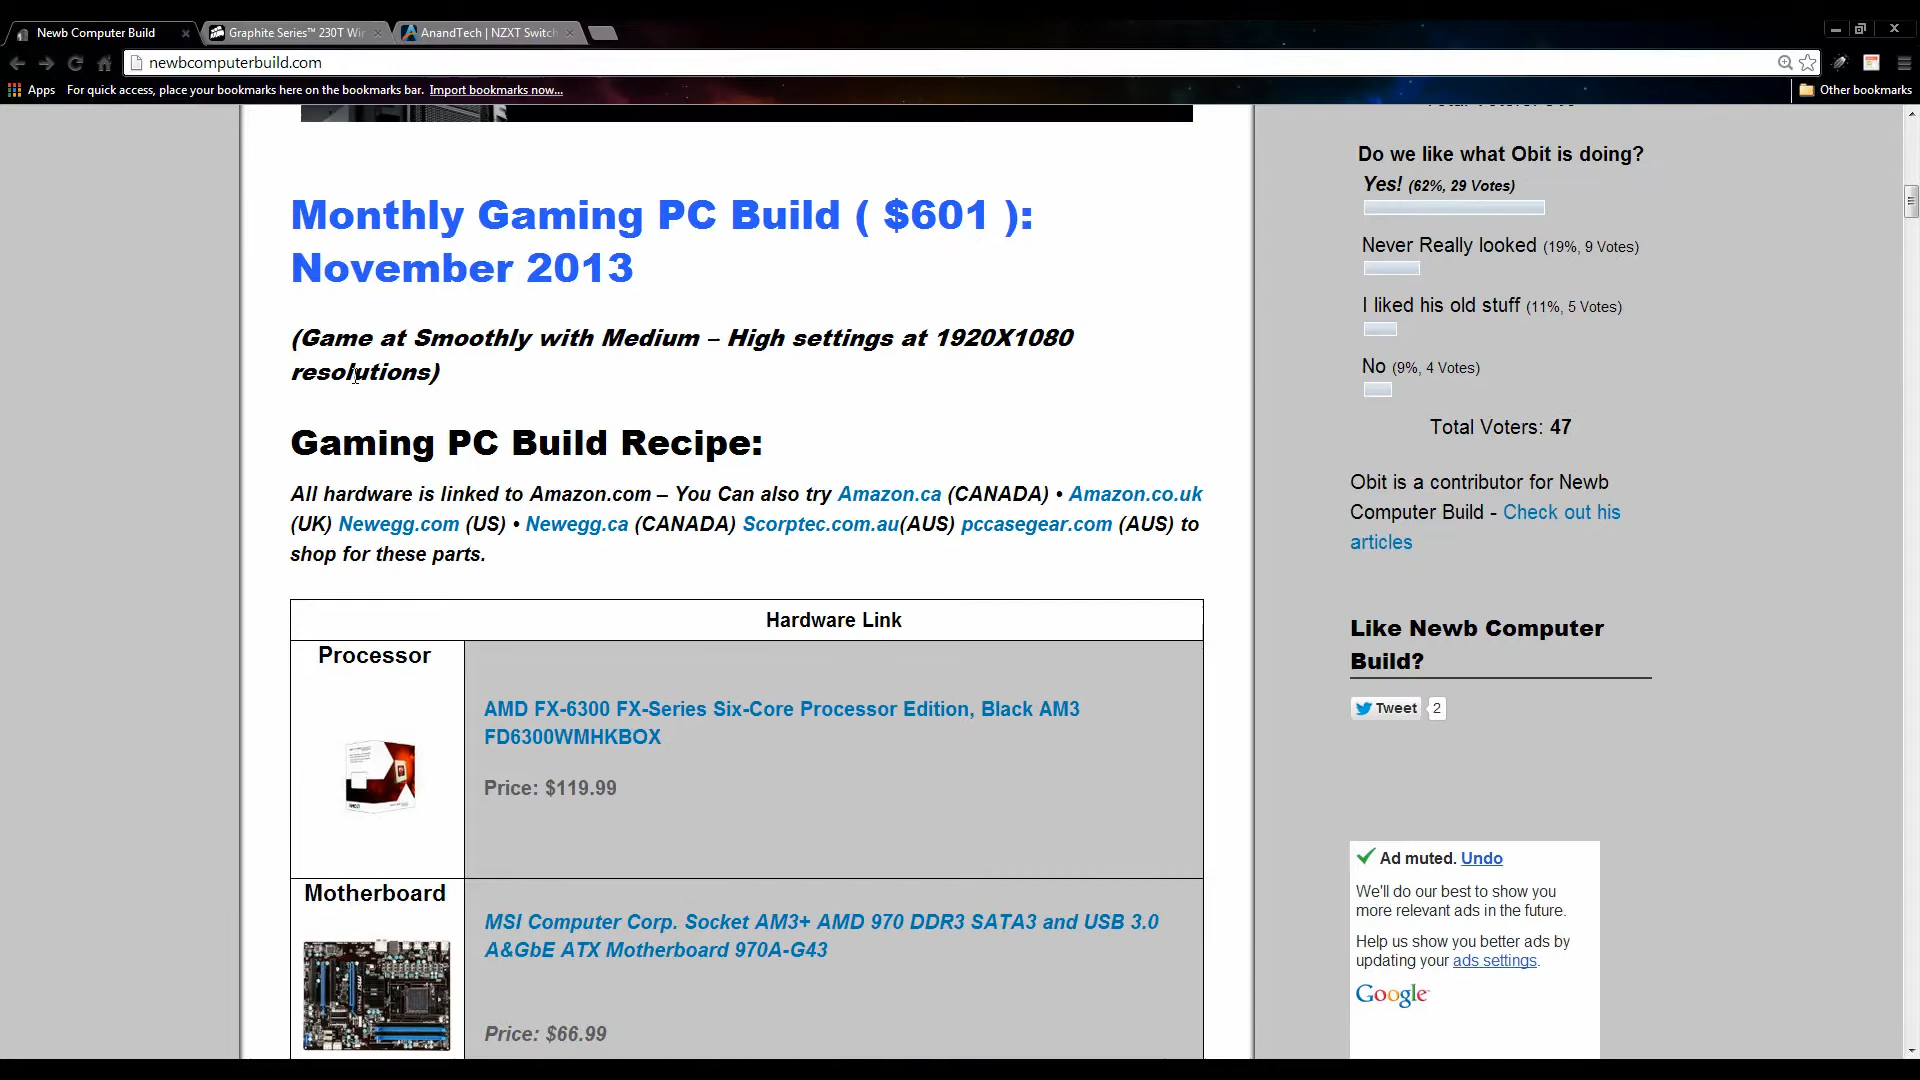 Newb Computer Build
Graphite Series™ 230T Wir
AnandTech | NZXT Switch
newbcomputerbuild.com
Apps
For quick access, place your bookmarks here on the bookmarks bar.
Import bookmarks now...
Other bookmarks
Monthly Gaming PC Build ( $601 ):
November 2013
(Game at Smoothly with Medium – High settings at 1920X1080
resolutions)
Gaming PC Build Recipe:
All hardware is linked to Amazon.com – You Can also try Amazon.ca (CANADA) • Amazon.co.uk
(UK) Newegg.com (US) • Newegg.ca (CANADA) Scorptec.com.au(AUS) pccasegear.com (AUS) to
shop for these parts.
Hardware Link
Processor
AMD FX-6300 FX-Series Six-Core Processor Edition, Black AM3
FD6300WMHKBOX
Price: $119.99
Motherboard
MSI Computer Corp. Socket AM3+ AMD 970 DDR3 SATA3 and USB 3.0
A&GbE ATX Motherboard 970A-G43
Price: $66.99
Do we like what Obit is doing?
Yes! (62%, 29 Votes)
Never Really looked (19%, 9 Votes)
I liked his old stuff (11%, 5 Votes)
No (9%, 4 Votes)
Total Voters: 47
Obit is a contributor for Newb
Computer Build - Check out his
articles
Like Newb Computer
Build?
Tweet 2
Ad muted. Undo
We'll do our best to show you
more relevant ads in the future.
Help us show you better ads by
updating your ads settings.
Google